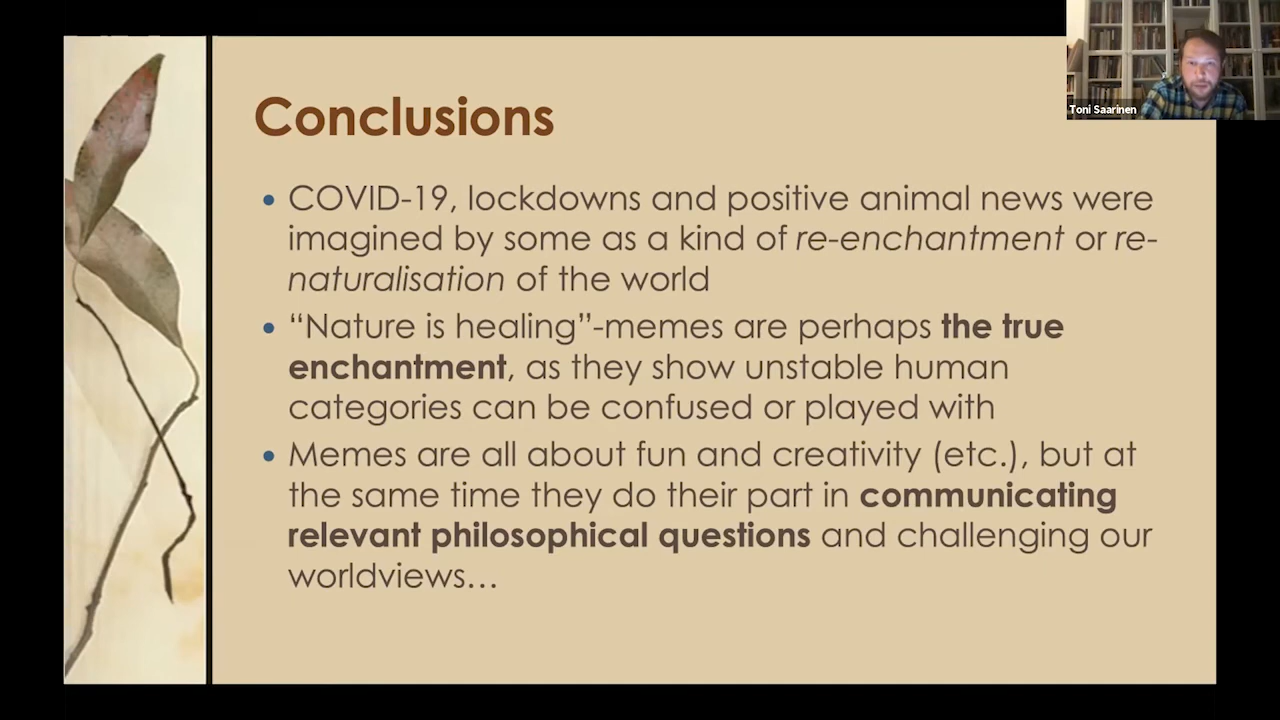 Toni Saarinen
Conclusions
• COVID-19, lockdowns and positive animal news were
imagined by some as a kind of re-enchantment or re-
naturalisation of the world
• “Nature is healing”-memes are perhaps the true
enchantment, as they show unstable human
categories can be confused or played with
• Memes are all about fun and creativity (etc.), but at
the same time they do their part in communicating
relevant philosophical questions and challenging our
worldviews…